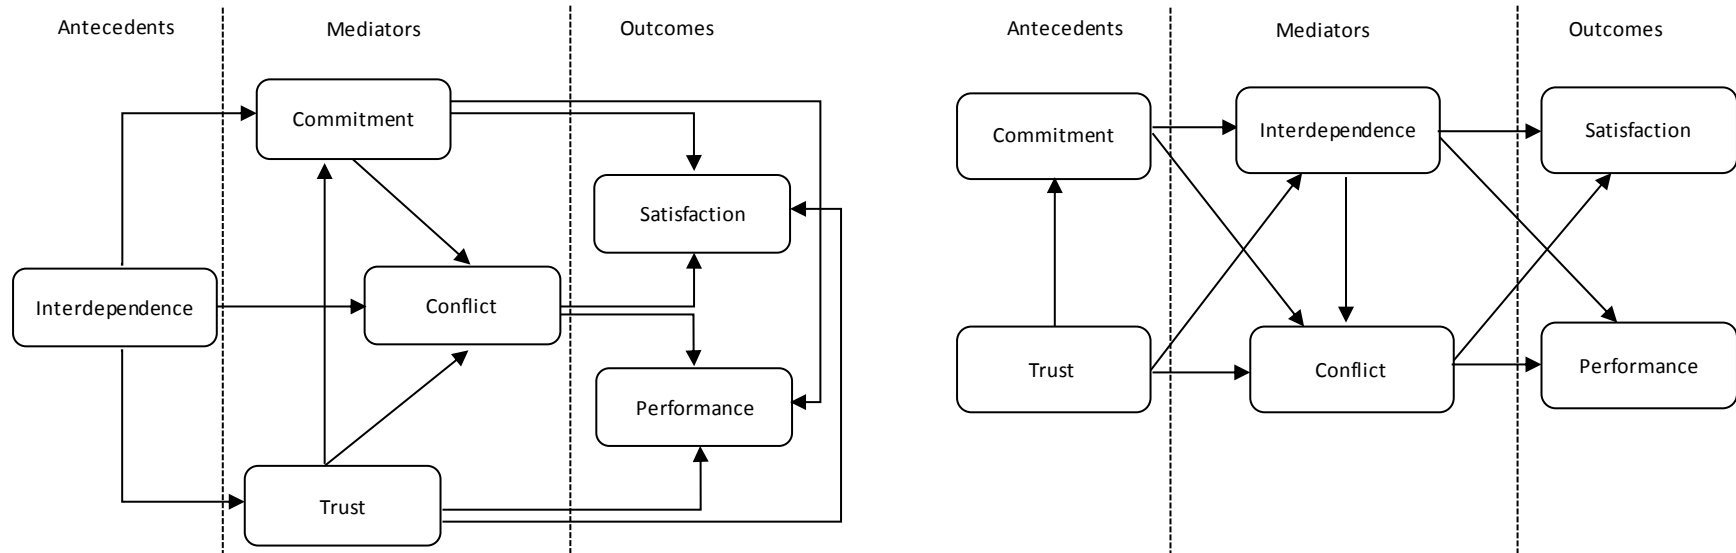 Antecedents
Mediators
Outcomes
Commitment
Satisfaction
Interdependence
Conflict
Performance
Trust
Antecedents
Mediators
Outcomes
Commitment
Interdependence
Satisfaction
Trust
Conflict
Performance